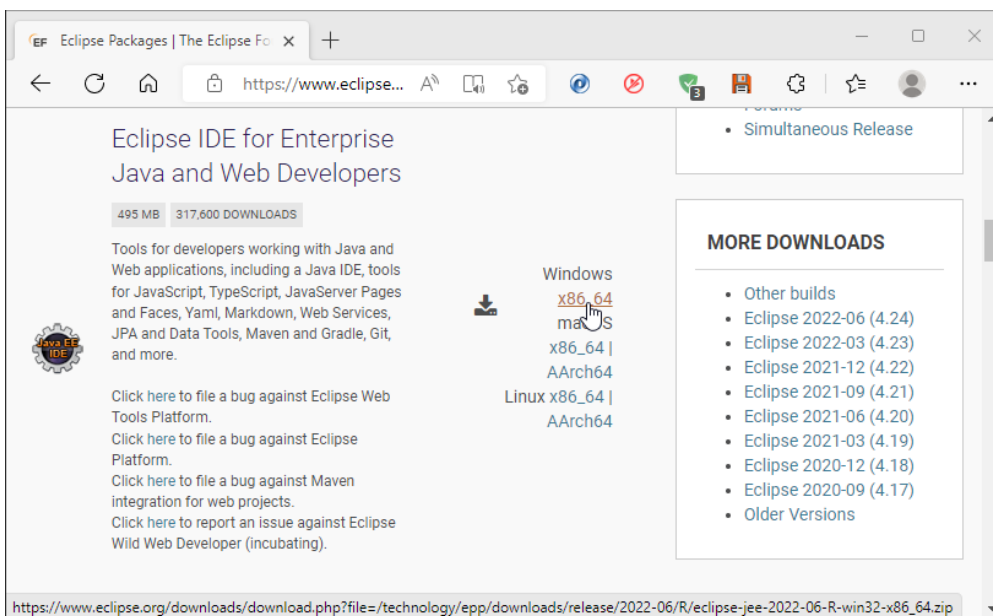 EF Eclipse Packages | The Eclipse Fo
https://www.eclipse...
3
Eclipse IDE for Enterprise
Java and Web Developers
495 MB 317,600 DOWNLOADS
Tools for developers working with Java and
Web applications, including a Java IDE, tools
for JavaScript, TypeScript, JavaServer Pages
and Faces, Yaml, Markdown, Web Services,
JPA and Data Tools, Maven and Gradle, Git,
and more.
Click here to file a bug against Eclipse Web
Tools Platform.
Click here to file a bug against Eclipse
Platform.
Click here to file a bug against Maven
integration for web projects.
Click here to report an issue against Eclipse
Wild Web Developer (incubating).
Java EE
IDE
Windows
x86_64
x86_64 |
AArch64
Linux x86_64 |
AArch64
Simultaneous Release
MORE DOWNLOADS
Other builds
Eclipse 2022-06 (4.24)
Eclipse 2022-03 (4.23)
Eclipse 2021-12 (4.22)
Eclipse 2021-09 (4.21)
Eclipse 2021-06 (4.20)
Eclipse 2021-03 (4.19)
Eclipse 2020-12 (4.18)
Eclipse 2020-09 (4.17)
Older Versions
https://www.eclipse.org/downloads/download.php?file=/technology/epp/downloads/release/2022-06/R/eclipse-jee-2022-06-R-win32-x86_64.zip